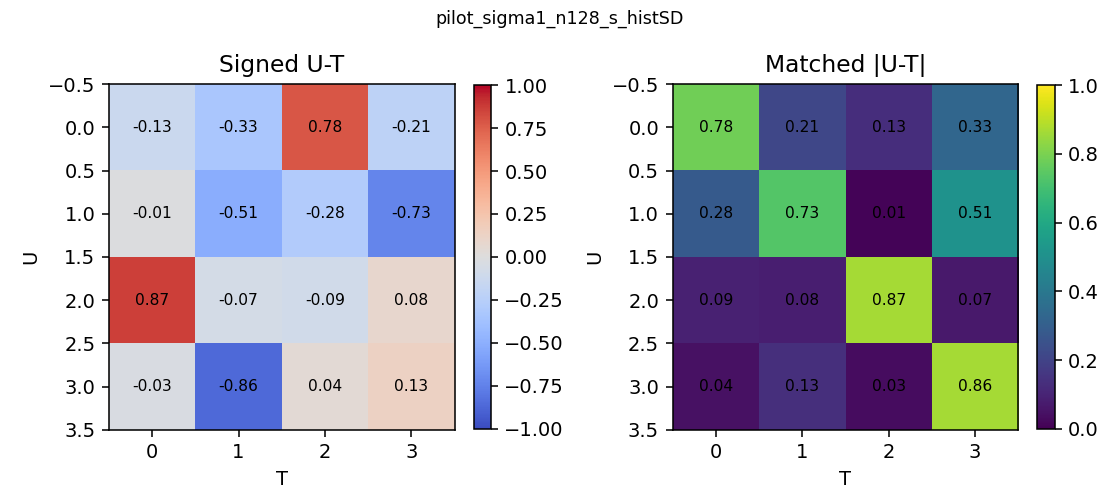 pilot_sigma1_n128_s_histSD
Signed U-T
−0.5
0.0
0.5
1.0
1.5
2.0
2.5
3.0
3.5
U
-0.13 -0.33 0.78 -0.21
-0.01 -0.51 -0.28 -0.73
0.87 -0.07 -0.09 0.08
-0.03 -0.86 0.04 0.13
0 1 2 3
T
1.00
0.75
0.50
0.25
0.00
−0.25
−0.50
−0.75
−1.00
Matched |U-T|
−0.5
0.0
0.5
1.0
1.5
2.0
2.5
3.0
3.5
U
0.78 0.21 0.13 0.33
0.28 0.73 0.01 0.51
0.09 0.08 0.87 0.07
0.04 0.13 0.03 0.86
0 1 2 3
T
1.0
0.8
0.6
0.4
0.2
0.0